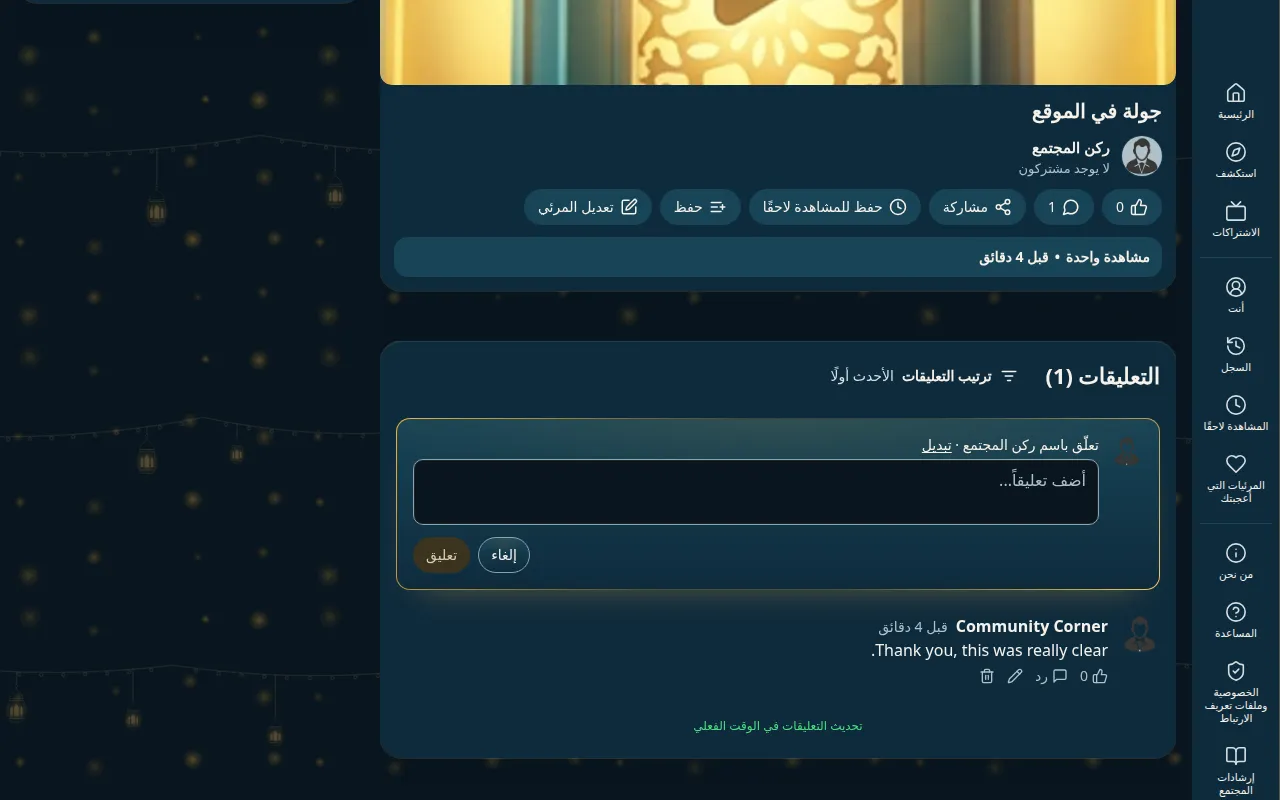 جولة في الموقع
ركن المجتمع
لا يوجد مشتركون
0
1
مشاركة
حفظ للمشاهدة لاحقًا
حفظ
تعديل المرئي
مشاهدة واحدة • قبل 4 دقائق
التعليقات (1)
ترتيب التعليقات الأحدث أولًا
تعلّق باسم ركن المجتمع · تبديل
أضف تعليقاً...
إلغاء
تعليق
Community Corner قبل 4 دقائق
Thank you, this was really clear.
0
رد
تحديث التعليقات في الوقت الفعلي
الرئيسية
استكشف
الاشتراكات
أنت
السجل
المشاهدة لاحقًا
المرئيات التي
أعجبتك
من نحن
المساعدة
الخصوصية
وملفات تعريف
الارتباط
إرشادات
المجتمع